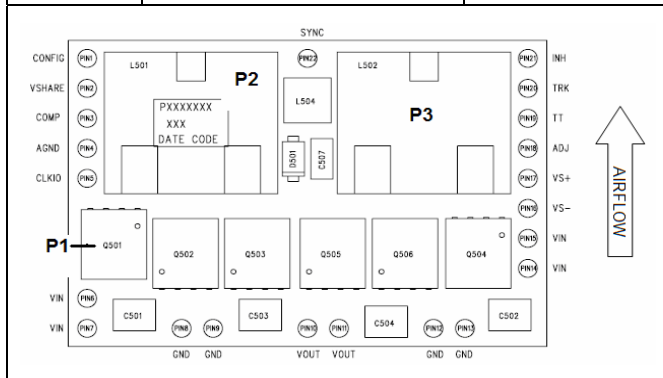 SYNC
CONFIG PIN1 L501 P2 PIN22 L502 PIN21 INH
VSHARE PIN2 L504 PIN20 TRK
PXXXXXXX
COMP PIN3 XXX P3 PIN19 TT
DATE CODE
AGND PIN4 D501 C507 PIN18 ADJ
CLKIO PIN5 PIN17 VS+
AIRFLOW
PIN16 VS-
P1 Q501 Q502 Q503 Q505 Q506 Q504 PIN15 VIN
PIN14 VIN
VIN PIN6
C501 C503 C504 C502
VIN PIN7 PIN8 PIN9 PIN10 PIN11 PIN12 PIN13
GND GND VOUT VOUT GND GND